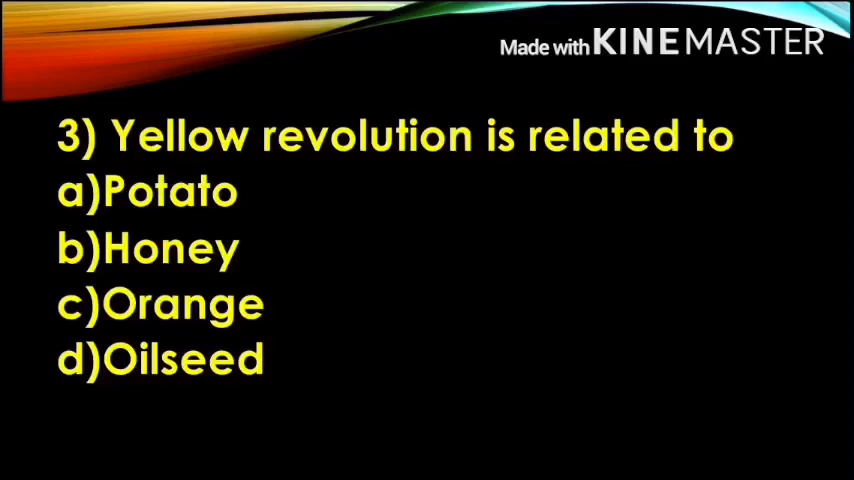 Made with KINEMASTER
3) Yellow revolution is related to
a)Potato
b)Honey
c)Orange
d)Oilseed